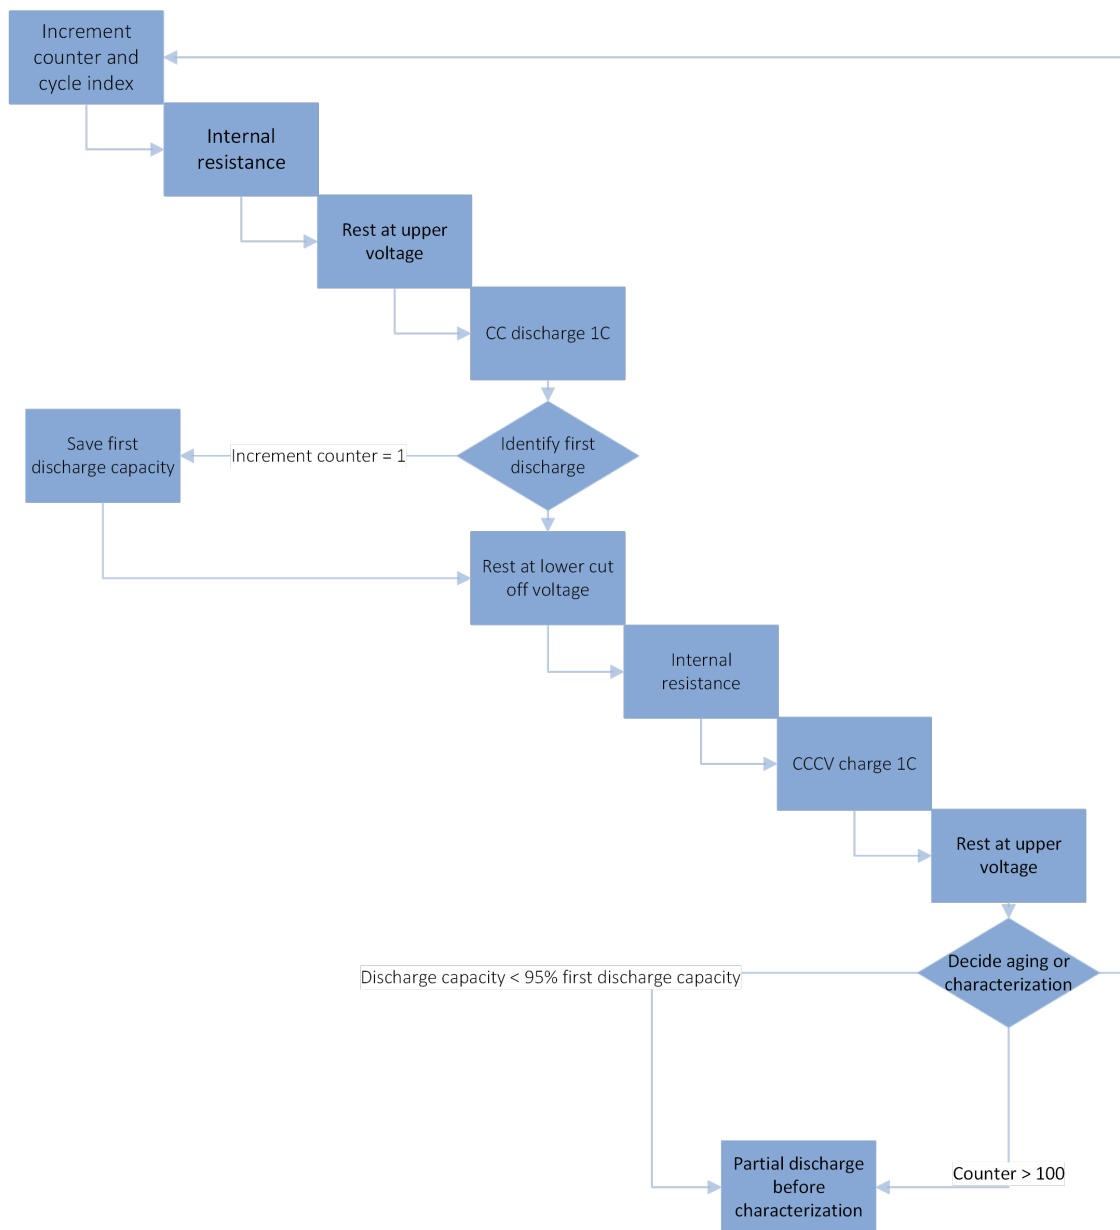 Increment
counter and
cycle index
Internal
resistance
Rest at upper
voltage
CC discharge 1C
Identify first
discharge
Increment counter = 1
Save first
discharge capacity
Rest at lower cut
off voltage
Internal
resistance
CCCV charge 1C
Rest at upper
voltage
Decide aging or
characterization
Discharge capacity < 95% first discharge capacity
Counter > 100
Partial discharge
before
characterization